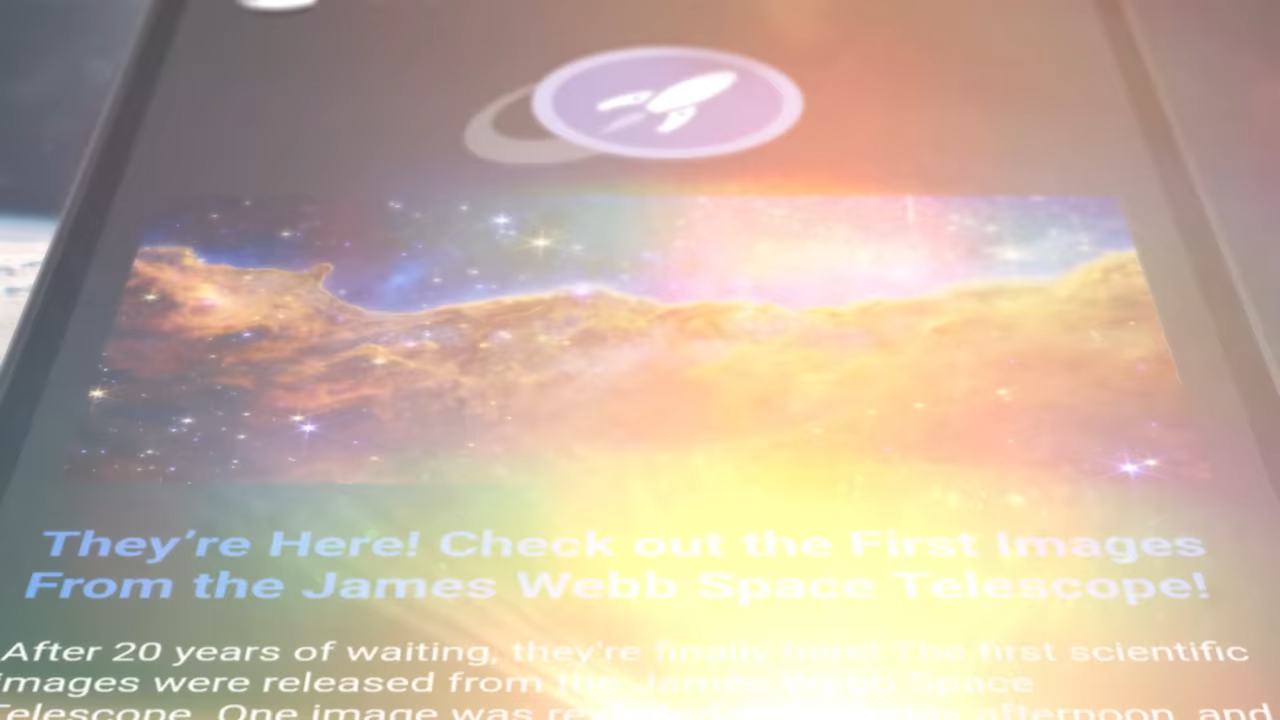 They’re Here! Check out the First Images
From the James Webb Space Telescope!
After 20 years of waiting, they're finally here! The first scientific
images were released from the James Webb Space
Telescope. One image was afternoon, and